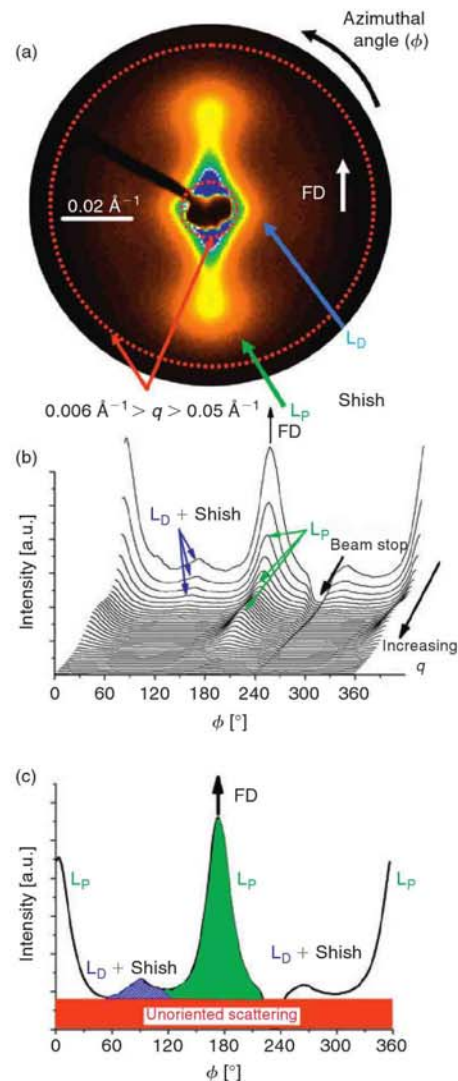 (a)
Azimuthal
angle (ϕ)
0.02 Å⁻¹
FD
L_D
0.006 Å⁻¹ > q > 0.05 Å⁻¹
L_P
Shish
(b)
FD
L_D + Shish
L_P
Beam stop
Increasing
q
Intensity [a.u.]
0 60 120 180 240 300 360
ϕ [°]
(c)
FD
L_P
L_P
L_P
L_D + Shish
L_D + Shish
Unoriented scattering
Intensity [a.u.]
0 60 120 180 240 300 360
ϕ [°]